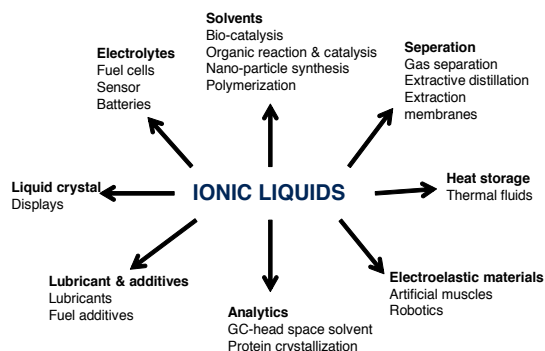 Solvents
Bio-catalysis
Organic reaction & catalysis
Nano-particle synthesis
Polymerization
Electrolytes
Fuel cells
Sensor
Batteries
Seperation
Gas separation
Extractive distillation
Extraction
membranes
Liquid crystal
Displays
IONIC LIQUIDS
Heat storage
Thermal fluids
Lubricant & additives
Lubricants
Fuel additives
Analytics
GC-head space solvent
Protein crystallization
Electroelastic materials
Artificial muscles
Robotics